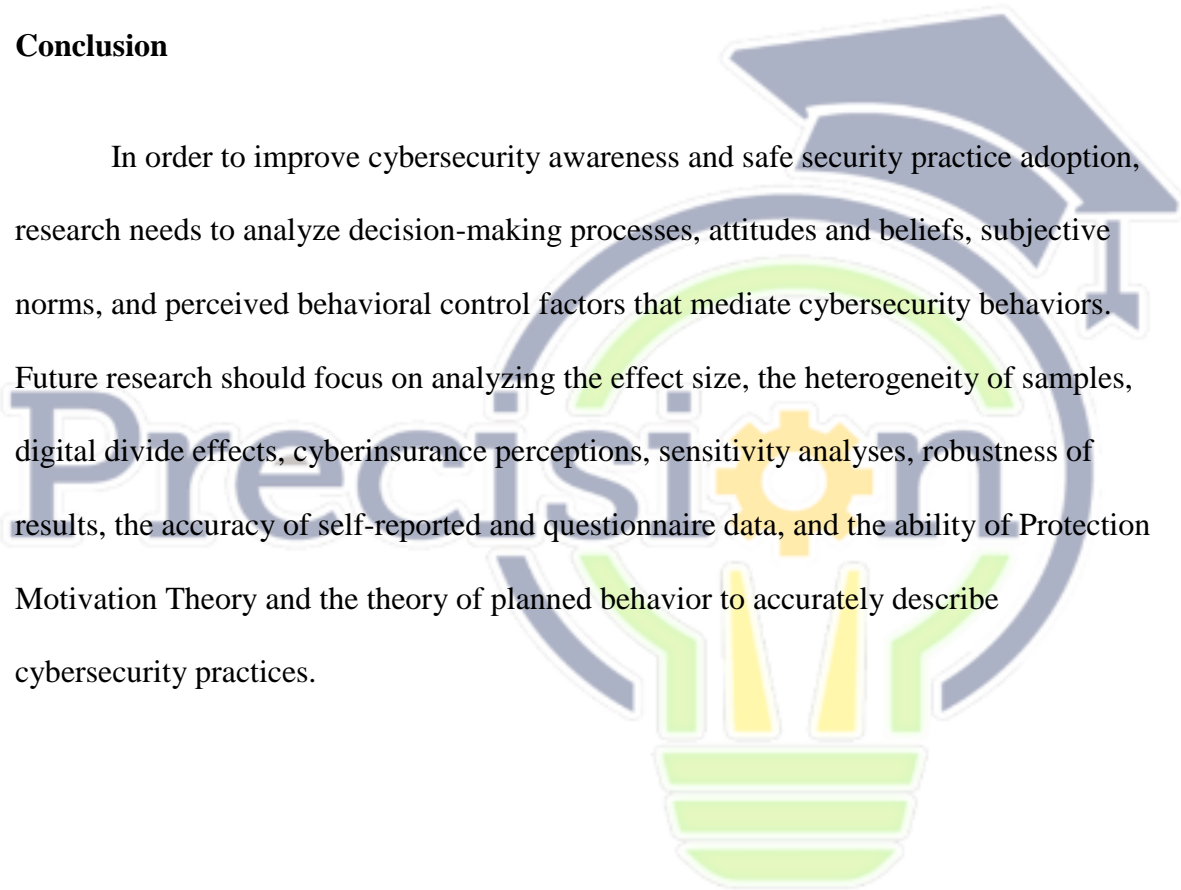 Conclusion
In order to improve cybersecurity awareness and safe security practice adoption,
research needs to analyze decision-making processes, attitudes and beliefs, subjective
norms, and perceived behavioral control factors that mediate cybersecurity behaviors.
Future research should focus on analyzing the effect size, the heterogeneity of samples,
digital divide effects, cyberinsurance perceptions, sensitivity analyses, robustness of
Precision
results, the accuracy of self-reported and questionnaire data, and the ability of Protection
Motivation Theory and the theory of planned behavior to accurately describe
cybersecurity practices.